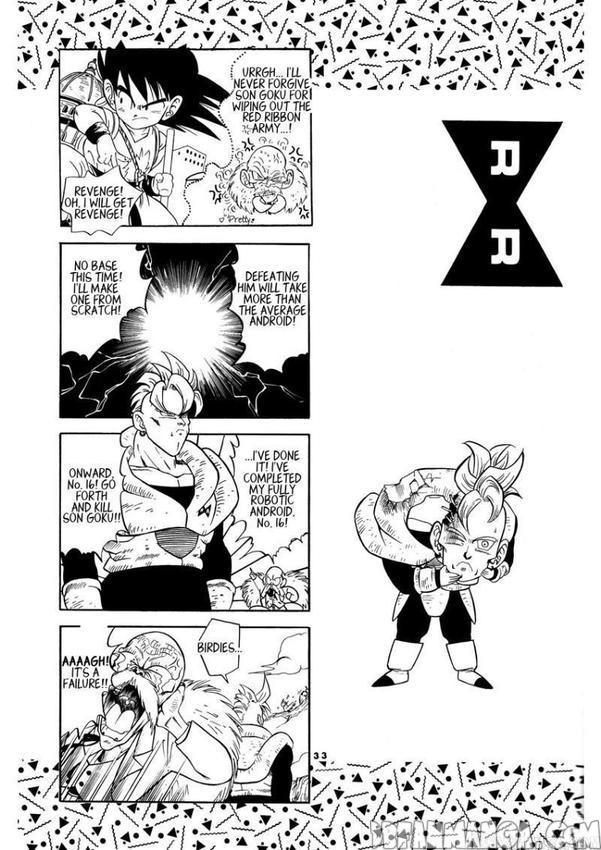 URRGH... I'LL
NEVER FORGIVE
SON GOKU FOR
WIPING OUT THE
RED RIBBON
ARMY...!
Pretty
REVENGE!
OH, I WILL GET
REVENGE!
DEFEATING
HIM WILL TAKE
MORE THAN
THE AVERAGE
ANDROID!
NO BASE
THIS TIME!
I'LL MAKE
ONE FROM
SCRATCH!
...I'VE DONE
IT! I'VE
COMPLETED
MY FULLY
ROBOTIC
ANDROID,
No. 16!
ONWARD,
No. 16! GO
FORTH
AND KILL
SON GOKU!!
BIRDIES...
AAAAGH!
IT'S A
FAILURE!!
R
R
33
DBFANMANGA.COM